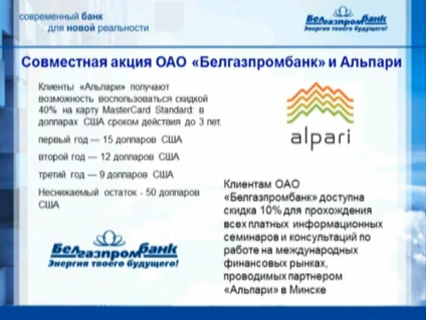 современный банк
для новой реальности
Белгазпромбанк
Энергия твоего будущего!
Совместная акция ОАО «Белгазпромбанк» и Альпари
Клиенты «Альпари» получают
возможность воспользоваться скидкой
40% на карту MasterCard Standard: в
долларах США сроком действия до 3 лет.
первый год — 15 долларов США
второй год — 12 долларов США
третий год — 9 долларов США
Неснижаемый остаток - 50 долларов
США
alpari
Клиентам ОАО
«Белгазпромбанк» доступна
скидка 10% для прохождения
всех платных информационных
семинаров и консультаций по
работе на международных
финансовых рынках,
проводимых партнером
«Альпари» в Минске
Белгазпромбанк
Энергия твоего будущего!